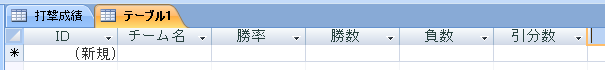 打撃成績 テーブル1
ID チーム名 勝率 勝数 負数 引分数
* (新規)